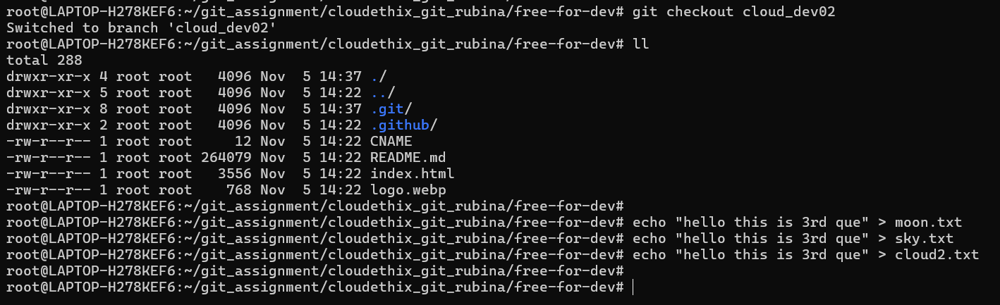 root@LAPTOP-H278KEF6:~/git_assignment/cloudethix_git_rubina/free-for-dev# git checkout cloud_dev02
Switched to branch 'cloud_dev02'
root@LAPTOP-H278KEF6:~/git_assignment/cloudethix_git_rubina/free-for-dev# ll
total 288
drwxr-xr-x 4 root root   4096 Nov  5 14:37 ./
drwxr-xr-x 5 root root   4096 Nov  5 14:22 ../
drwxr-xr-x 8 root root   4096 Nov  5 14:37 .git/
drwxr-xr-x 2 root root   4096 Nov  5 14:22 .github/
-rw-r--r-- 1 root root     12 Nov  5 14:22 CNAME
-rw-r--r-- 1 root root 264079 Nov  5 14:22 README.md
-rw-r--r-- 1 root root   3556 Nov  5 14:22 index.html
-rw-r--r-- 1 root root    768 Nov  5 14:22 logo.webp
root@LAPTOP-H278KEF6:~/git_assignment/cloudethix_git_rubina/free-for-dev#
root@LAPTOP-H278KEF6:~/git_assignment/cloudethix_git_rubina/free-for-dev# echo "hello this is 3rd que" > moon.txt
root@LAPTOP-H278KEF6:~/git_assignment/cloudethix_git_rubina/free-for-dev# echo "hello this is 3rd que" > sky.txt
root@LAPTOP-H278KEF6:~/git_assignment/cloudethix_git_rubina/free-for-dev# echo "hello this is 3rd que" > cloud2.txt
root@LAPTOP-H278KEF6:~/git_assignment/cloudethix_git_rubina/free-for-dev#
root@LAPTOP-H278KEF6:~/git_assignment/cloudethix_git_rubina/free-for-dev#